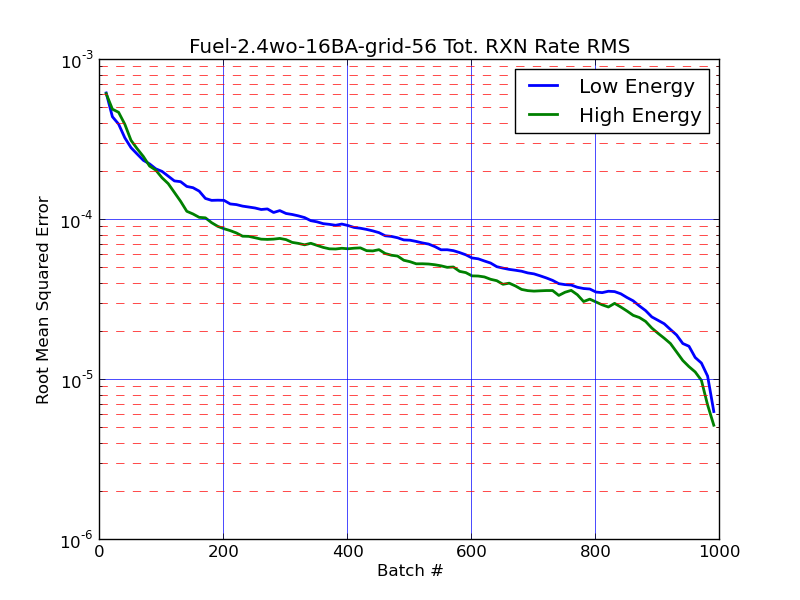 Fuel-2.4wo-16BA-grid-56 Tot. RXN Rate RMS
Low Energy
High Energy
Root Mean Squared Error
10^-3
10^-4
10^-5
10^-6
0 200 400 600 800 1000
Batch #